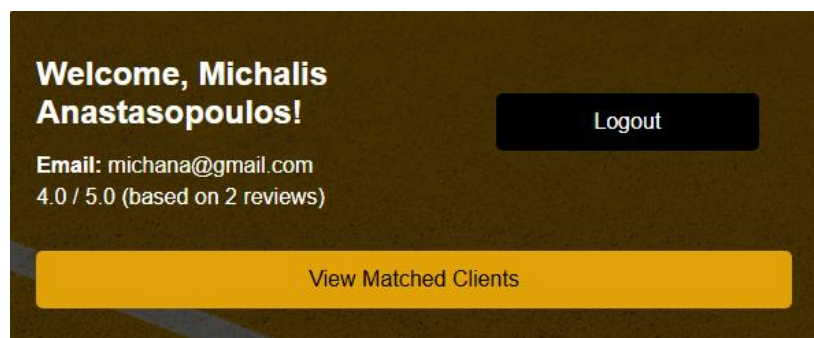 Welcome, Michalis
Anastasopoulos!
Logout
Email: michana@gmail.com
4.0 / 5.0 (based on 2 reviews)
View Matched Clients